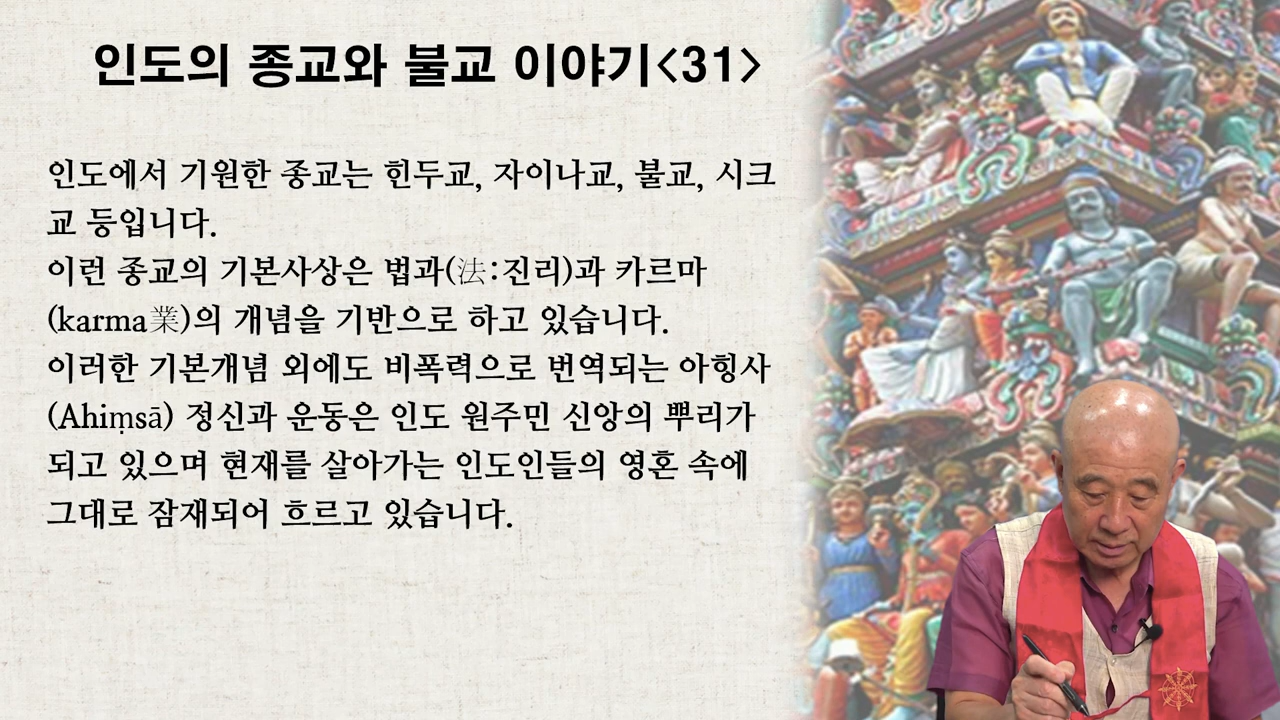 인도의 종교와 불교 이야기<31>
인도에서 기원한 종교는 힌두교, 자이나교, 불교, 시크
교 등입니다.
이런 종교의 기본사상은 법과(法:진리)과 카르마
(karma業)의 개념을 기반으로 하고 있습니다.
이러한 기본개념 외에도 비폭력으로 번역되는 아힝사
(Ahiṃsā) 정신과 운동은 인도 원주민 신앙의 뿌리가
되고 있으며 현재를 살아가는 인도인들의 영혼 속에
그대로 잠재되어 흐르고 있습니다.